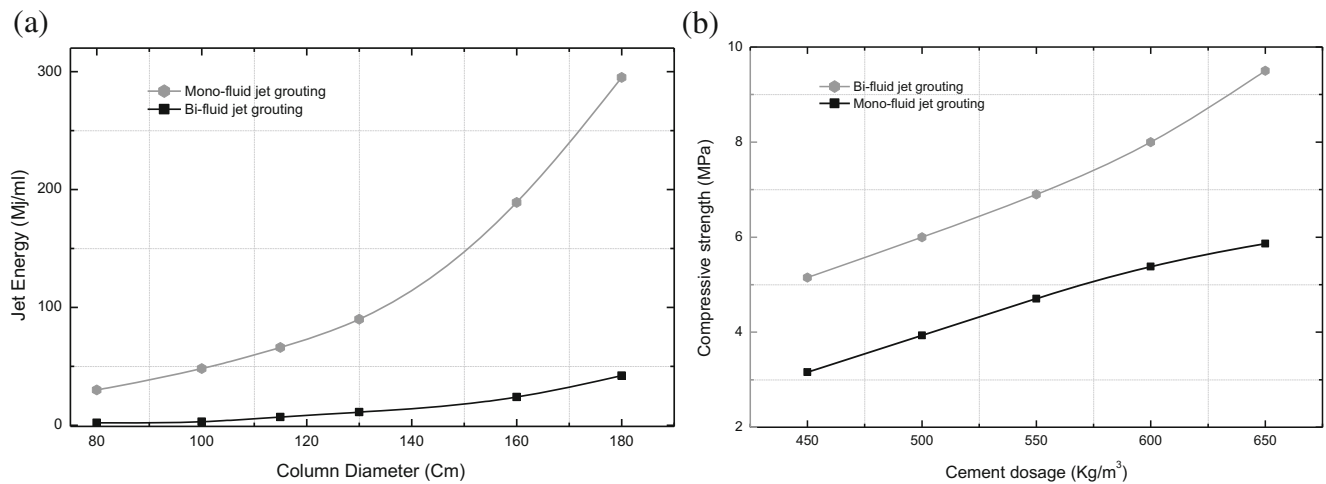 (a)
300
200
100
0
Jet Energy (Mj/ml)
Mono-fluid jet grouting
Bi-fluid jet grouting
80 100 120 140 160 180
Column Diameter (Cm)
(b)
10
8
6
4
2
Compressive strength (MPa)
Bi-fluid jet grouting
Mono-fluid jet grouting
450 500 550 600 650
Cement dosage (Kg/m³)